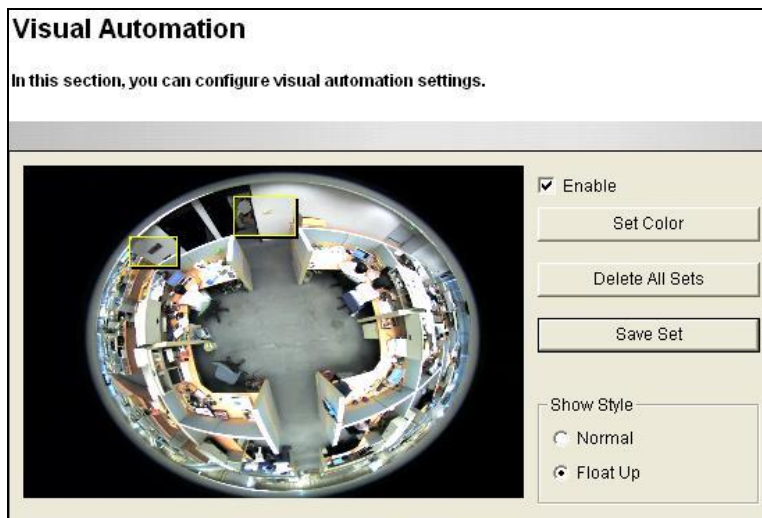 Visual Automation
In this section, you can configure visual automation settings.
Enable
Set Color
Delete All Sets
Save Set
Show Style
Normal
Float Up